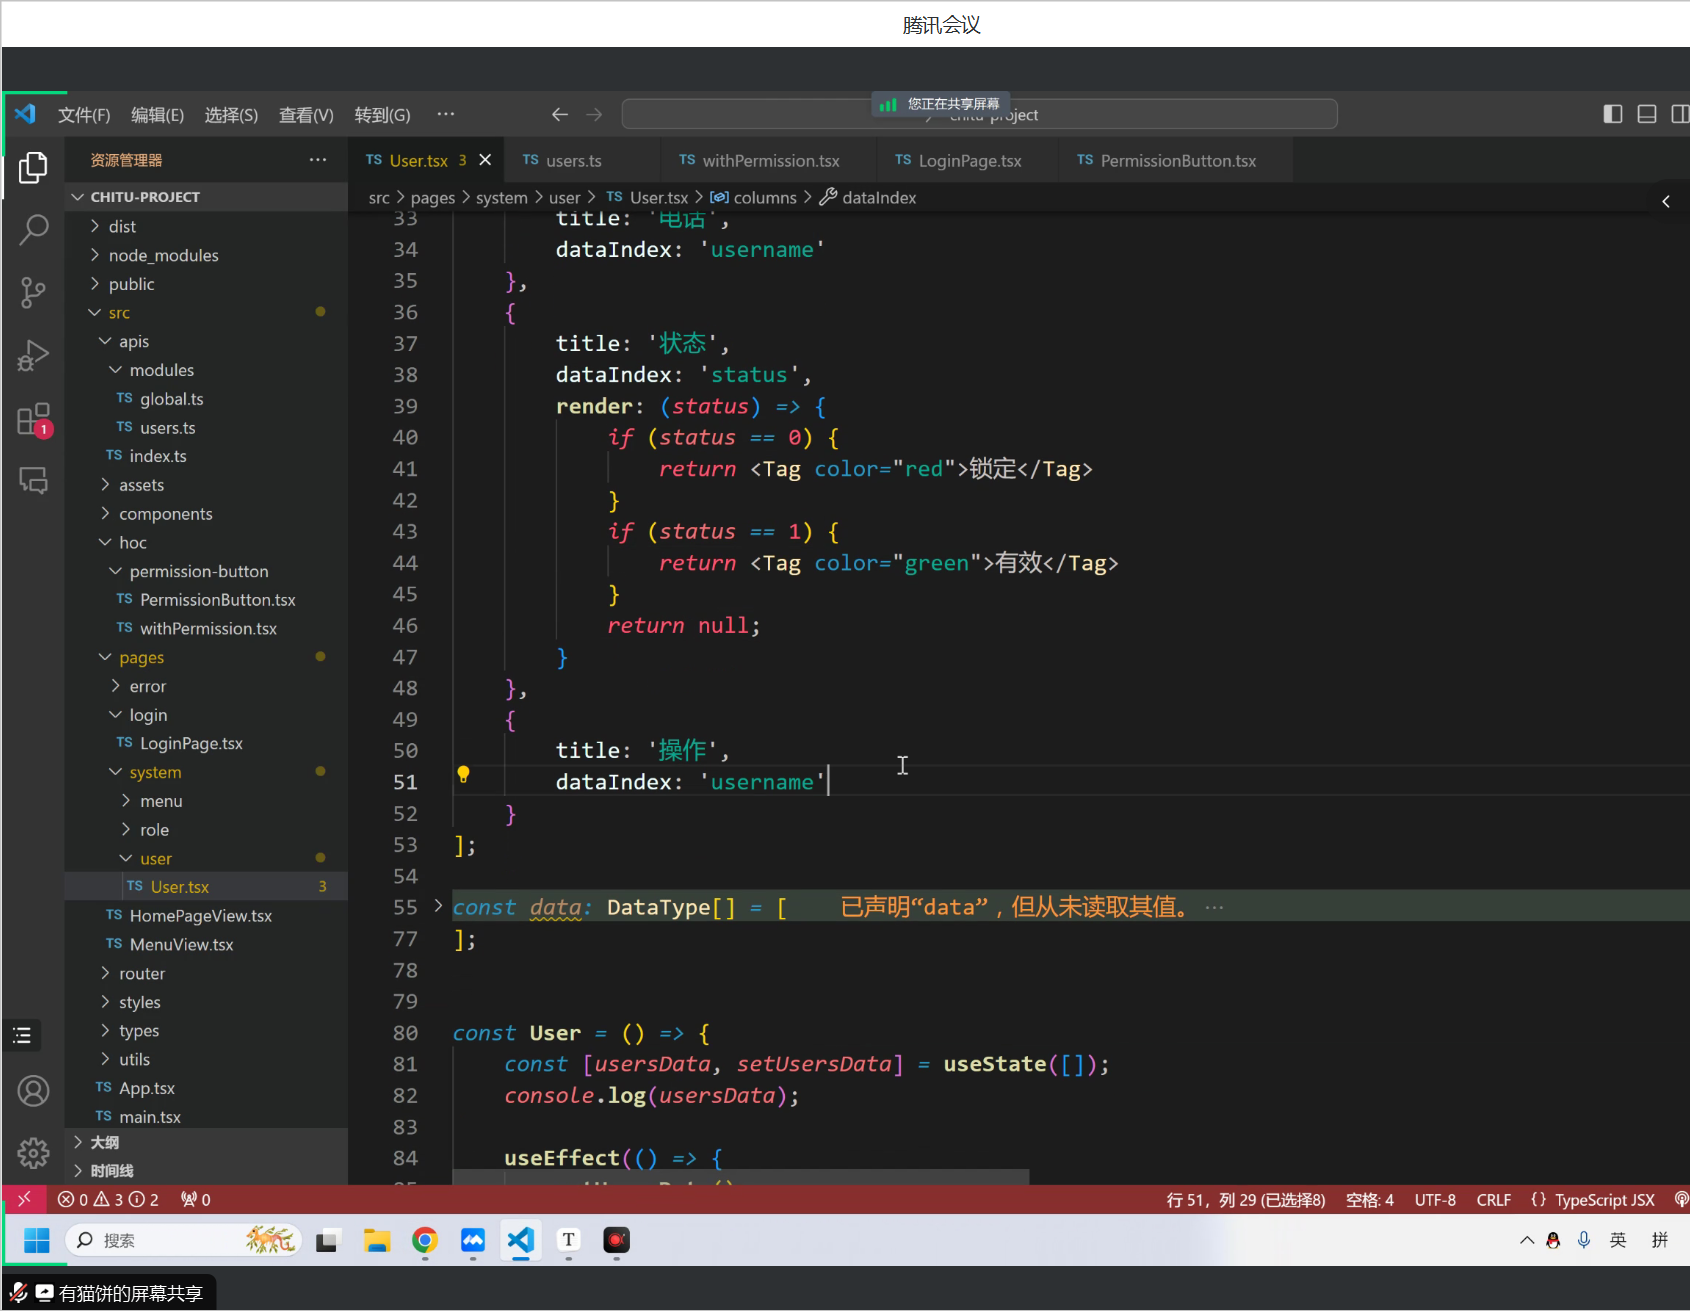 腾讯会议
文件(F) 编辑(E) 选择(S) 查看(V) 转到(G) ··· 您正在共享屏幕 chitu-project
资源管理器 ···
TS User.tsx 3 TS users.ts TS withPermission.tsx TS LoginPage.tsx TS PermissionButton.tsx
src > pages > system > user > TS User.tsx > columns > dataIndex
CHITU-PROJECT
dist
node_modules
public
src
apis
modules
TS global.ts
TS users.ts
TS index.ts
assets
components
hoc
permission-button
TS PermissionButton.tsx
TS withPermission.tsx
pages
error
login
TS LoginPage.tsx
system
menu
role
user
TS User.tsx 3
TS HomePageView.tsx
TS MenuView.tsx
router
styles
types
utils
TS App.tsx
TS main.tsx
大纲
时间线
1
33 title: '电话',
34 dataIndex: 'username'
35 },
36 {
37 title: '状态',
38 dataIndex: 'status',
39 render: (status) => {
40 if (status == 0) {
41 return <Tag color="red">锁定</Tag>
42 }
43 if (status == 1) {
44 return <Tag color="green">有效</Tag>
45 }
46 return null;
47 }
48 },
49 {
50 title: '操作',
51 dataIndex: 'username'
52 }
53 ];
54
55 const data: DataType[] = [ 已声明“data”，但从未读取其值。 ···
77 ];
78
79
80 const User = () => {
81 const [usersData, setUsersData] = useState([]);
82 console.log(usersData);
83
84 useEffect(() => {
0 3 2 0 行 51，列 29 (已选择8) 空格: 4 UTF-8 CRLF {} TypeScript JSX
搜索 T 英 拼
有猫饼的屏幕共享